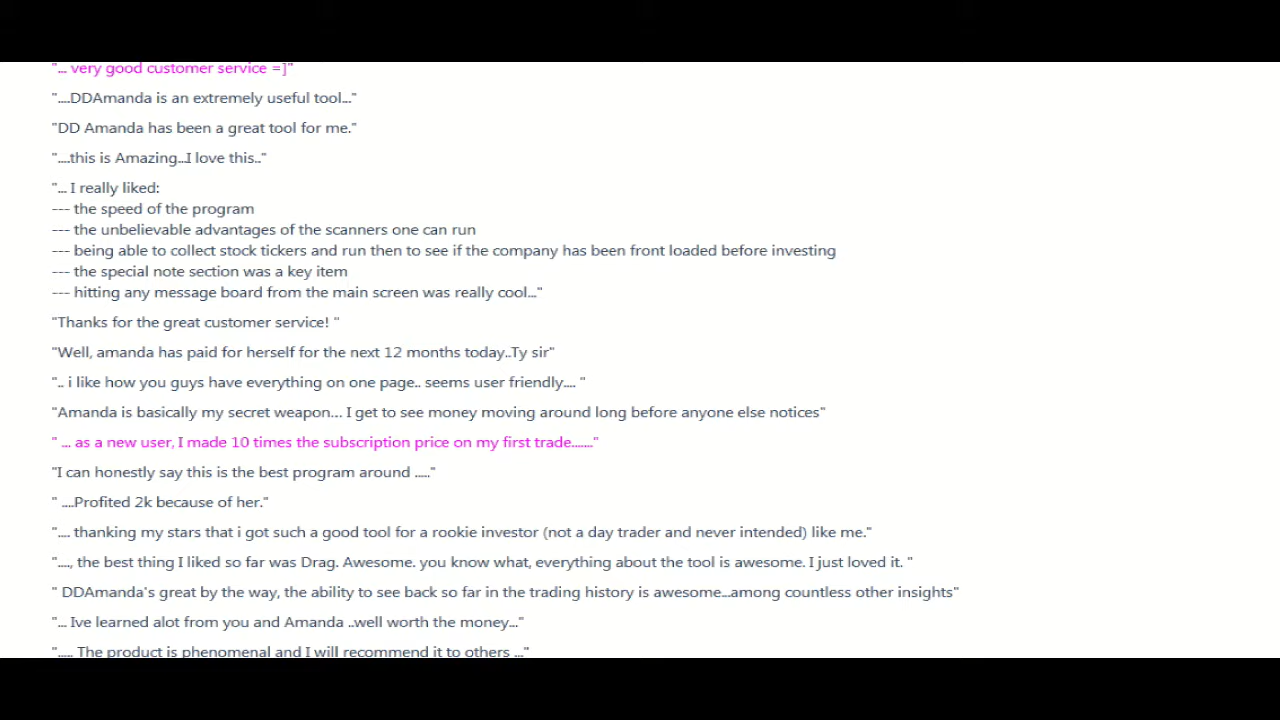 "... very good customer service =]"
"....DDAmanda is an extremely useful tool..."
"DD Amanda has been a great tool for me."
"....this is Amazing...I love this.."
"... I really liked:
--- the speed of the program
--- the unbelievable advantages of the scanners one can run
--- being able to collect stock tickers and run then to see if the company has been front loaded before investing
--- the special note section was a key item
--- hitting any message board from the main screen was really cool..."
"Thanks for the great customer service! "
"Well, amanda has paid for herself for the next 12 months today..Ty sir"
".. i like how you guys have everything on one page.. seems user friendly.... "
"Amanda is basically my secret weapon... I get to see money moving around long before anyone else notices"
" ... as a new user, I made 10 times the subscription price on my first trade......."
"I can honestly say this is the best program around ....."
" ....Profited 2k because of her."
".... thanking my stars that i got such a good tool for a rookie investor (not a day trader and never intended) like me."
"...., the best thing I liked so far was Drag. Awesome. you know what, everything about the tool is awesome. I just loved it. "
" DDAmanda's great by the way, the ability to see back so far in the trading history is awesome...among countless other insights"
"... Ive learned alot from you and Amanda ..well worth the money..."
"..... The product is phenomenal and I will recommend it to others ..."